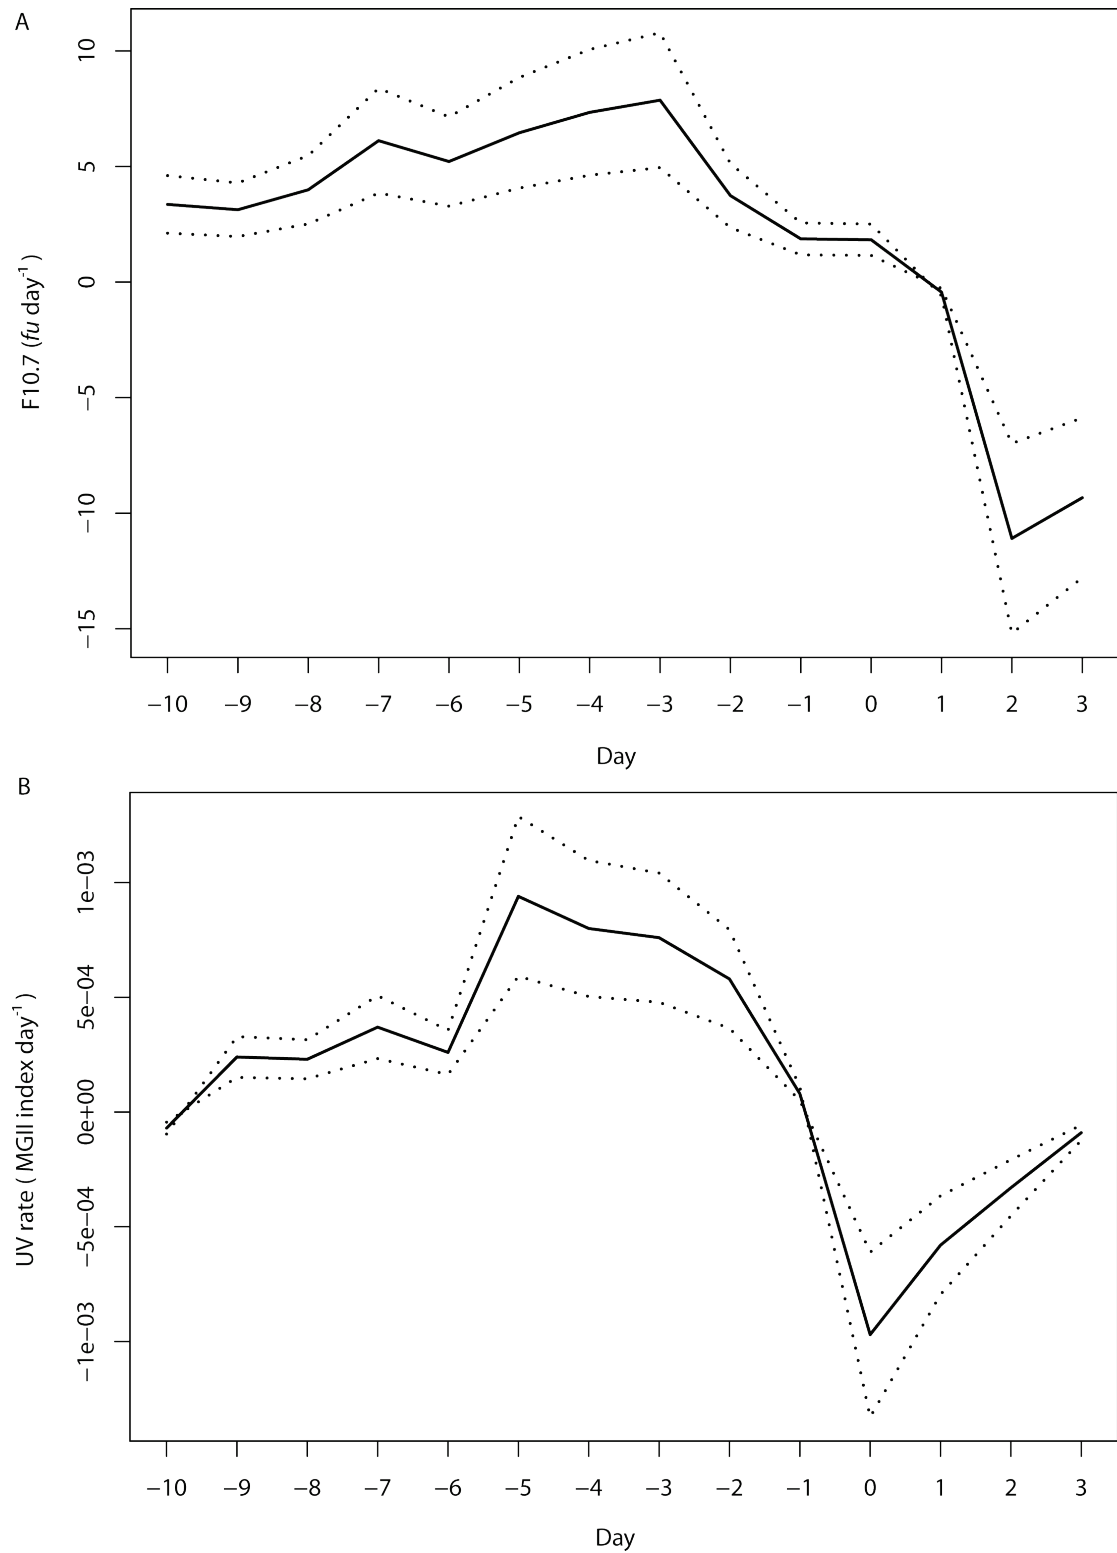 A
10
5
0
−5
−10
−15
F10.7 (fu day-1 )
−10 −9 −8 −7 −6 −5 −4 −3 −2 −1 0 1 2 3
Day
B
1e−03
5e−04
0e+00
−5e−04
−1e−03
UV rate ( MGII index day-1 )
−10 −9 −8 −7 −6 −5 −4 −3 −2 −1 0 1 2 3
Day